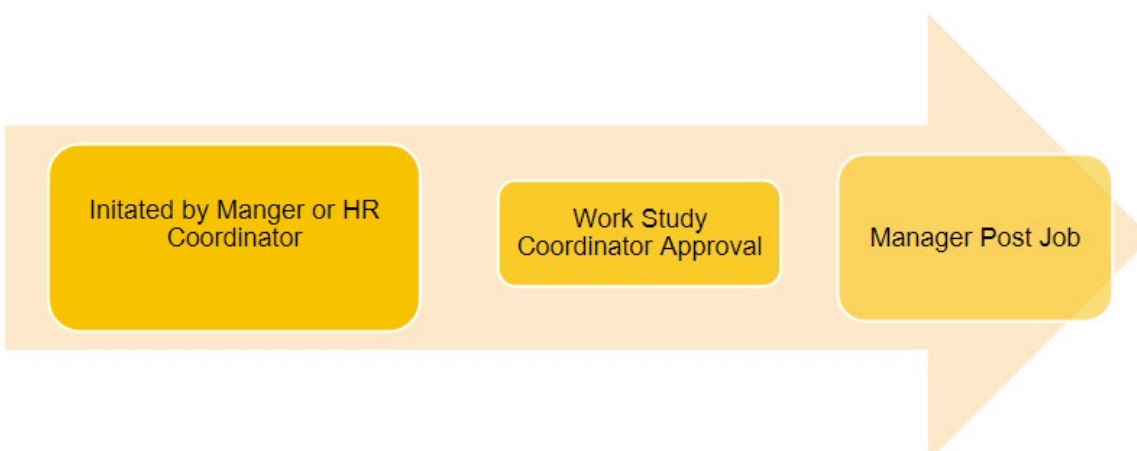 Initated by Manger or HR
Coordinator
Work Study
Coordinator Approval
Manager Post Job